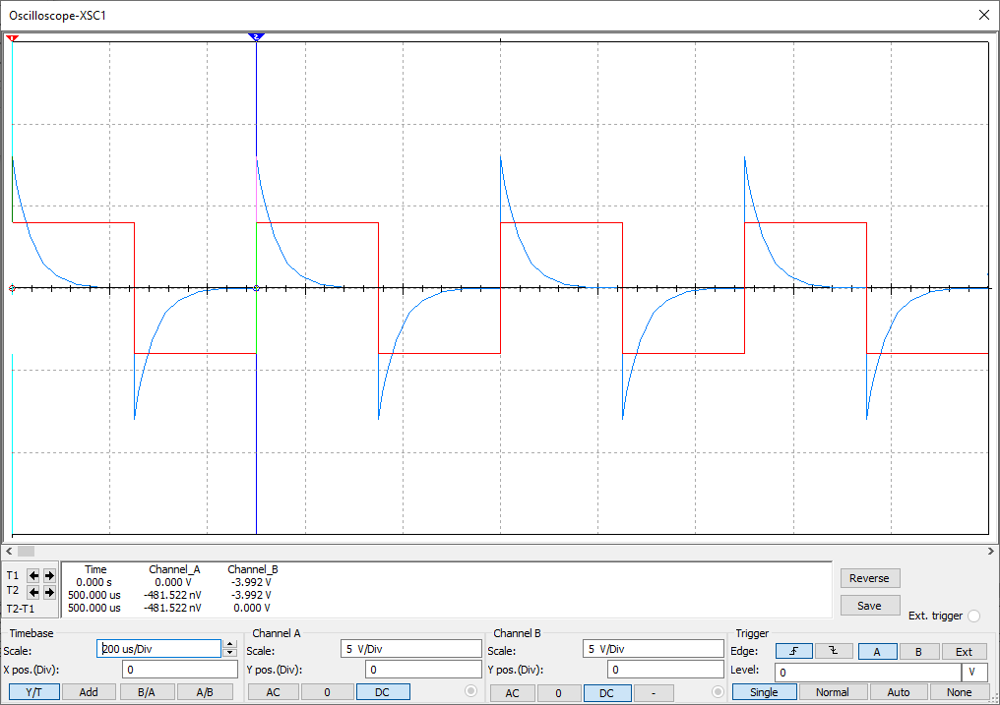 Oscilloscope-XSC1
1
2
Time Channel_A Channel_B
T1 0.000 s 0.000 V -3.992 V
T2 500.000 us -481.522 nV -3.992 V
T2-T1 500.000 us -481.522 nV 0.000 V
Reverse
Save
Ext. trigger
Timebase Channel A Channel B Trigger
Scale: 200 us/Div Scale: 5 V/Div Scale: 5 V/Div Edge: A B Ext
X pos.(Div): 0 Y pos.(Div): 0 Y pos.(Div): 0 Level: 0 V
Y/T Add B/A A/B AC 0 DC AC 0 DC - Single Normal Auto None